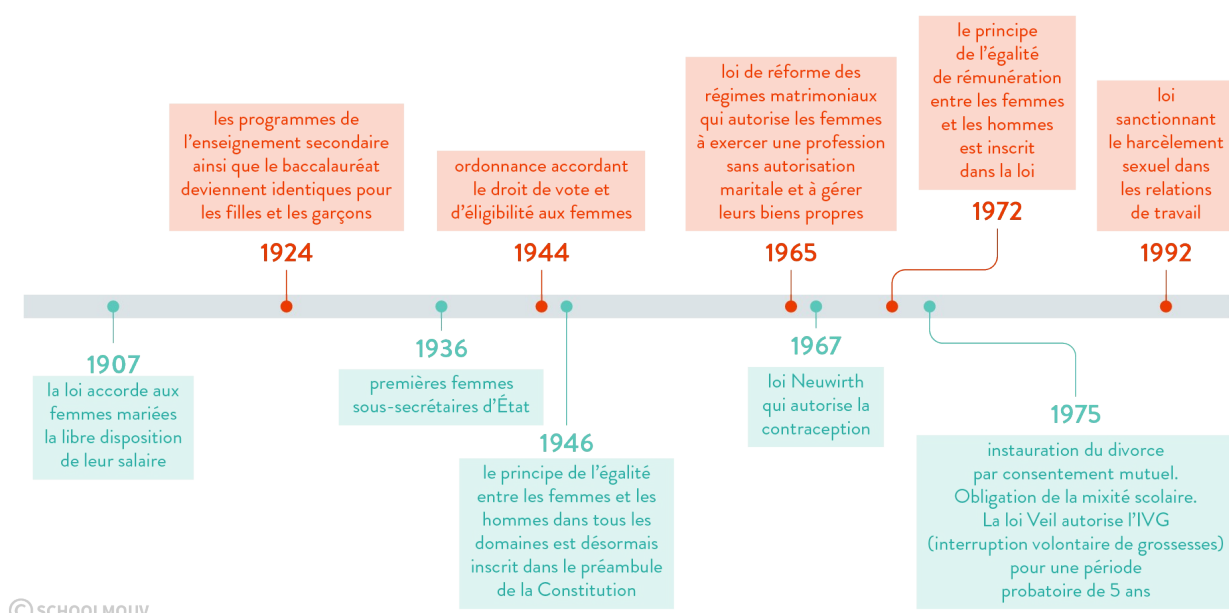 les programmes de
l'enseignement secondaire
ainsi que le baccalauréat
deviennent identiques pour
les filles et les garçons
1924
ordonnance accordant
le droit de vote et
d'éligibilité aux femmes
1944
loi de réforme des
régimes matrimoniaux
qui autorise les femmes
à exercer une profession
sans autorisation
maritale et à gérer
leurs biens propres
1965
le principe
de l'égalité
de rémunération
entre les femmes
et les hommes
est inscrit
dans la loi
1972
loi
sanctionnant
le harcèlement
sexuel dans
les relations
de travail
1992
1907
la loi accorde aux
femmes mariées
la libre disposition
de leur salaire
1936
premières femmes
sous-secrétaires d'État
1946
le principe de l'égalité
entre les femmes et les
hommes dans tous les
domaines est désormais
inscrit dans le préambule
de la Constitution
1967
loi Neuwirth
qui autorise la
contraception
1975
instauration du divorce
par consentement mutuel.
Obligation de la mixité scolaire.
La loi Veil autorise l'IVG
(interruption volontaire de grossesses)
pour une période
probatoire de 5 ans
© SCHOOLMOUV